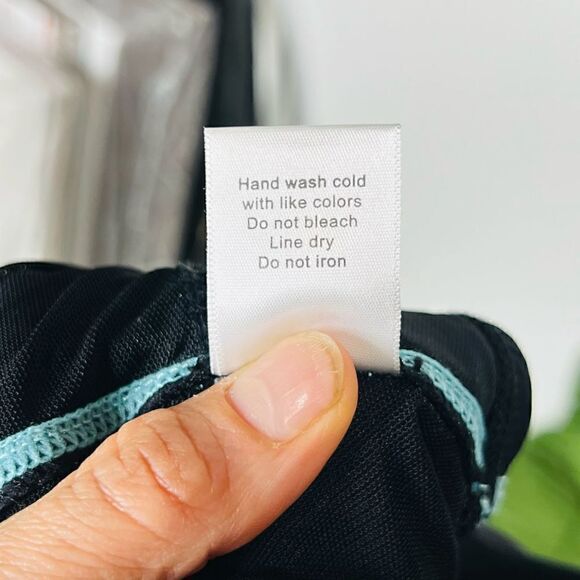 Hand wash cold
with like colors
Do not bleach
Line dry
Do not iron